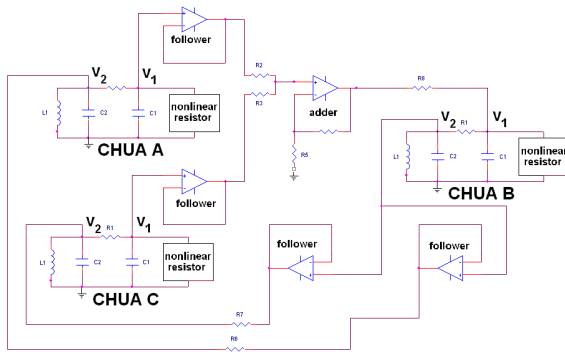 follower
V2
V1
R2
R3
adder
R8
L1
C2
C1
nonlinear
resistor
CHUA A
R5
V2
V1
R1
L1
C2
C1
nonlinear
resistor
CHUA B
follower
V2
V1
R1
L1
C2
C1
nonlinear
resistor
CHUA C
follower
follower
R7
R6